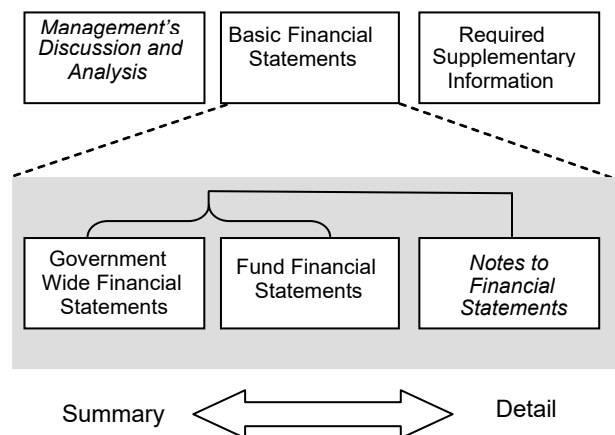 Management's
Discussion and
Analysis
Basic Financial
Statements
Required
Supplementary
Information
Government
Wide Financial
Statements
Fund Financial
Statements
Notes to
Financial
Statements
Summary
Detail